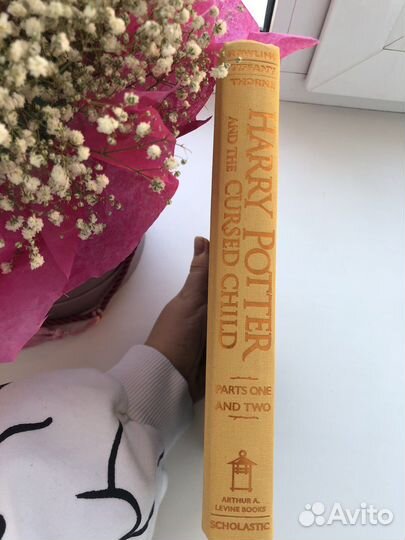 ROWLING
TIFFANY
THORNE
HARRY POTTER
AND THE CURSED CHILD
PARTS ONE
AND TWO
ARTHUR A.
LEVINE BOOKS
SCHOLASTIC
Avito